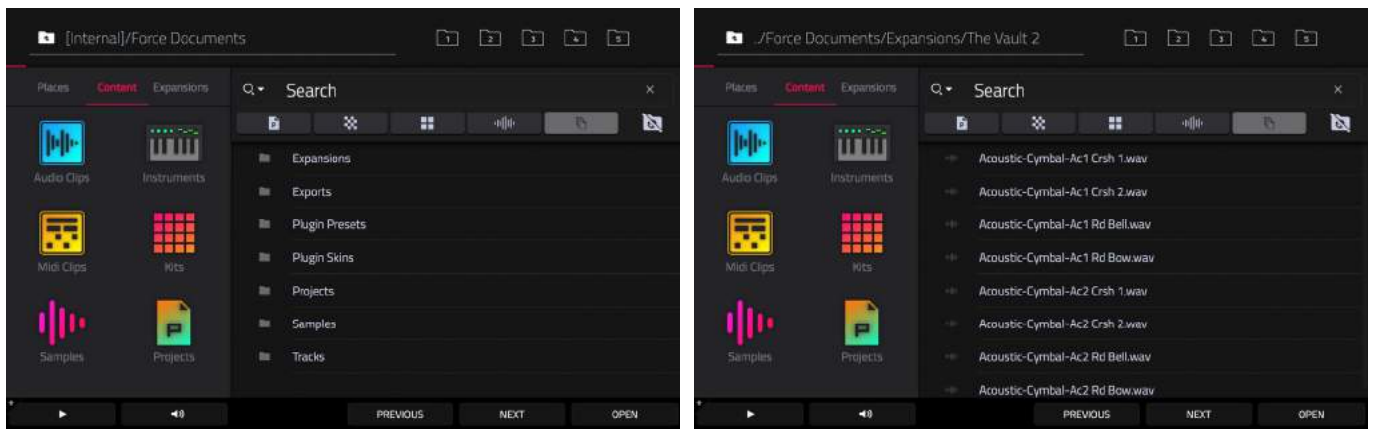 [Internal]/Force Documents
1 2 3 4 5
Places Content Expansions
Search
Audio Clips Instruments
Midi Clips Kits
Samples Projects
Expansions
Exports
Plugin Presets
Plugin Skins
Projects
Samples
Tracks
PREVIOUS NEXT OPEN
../Force Documents/Expansions/The Vault 2
1 2 3 4 5
Places Content Expansions
Search
Audio Clips Instruments
Midi Clips Kits
Samples Projects
Acoustic-Cymbal-Ac1 Crsh 1.wav
Acoustic-Cymbal-Ac1 Crsh 2.wav
Acoustic-Cymbal-Ac1 Rd Bell.wav
Acoustic-Cymbal-Ac1 Rd Bow.wav
Acoustic-Cymbal-Ac2 Crsh 1.wav
Acoustic-Cymbal-Ac2 Crsh 2.wav
Acoustic-Cymbal-Ac2 Rd Bell.wav
Acoustic-Cymbal-Ac2 Rd Bow.wav
PREVIOUS NEXT OPEN